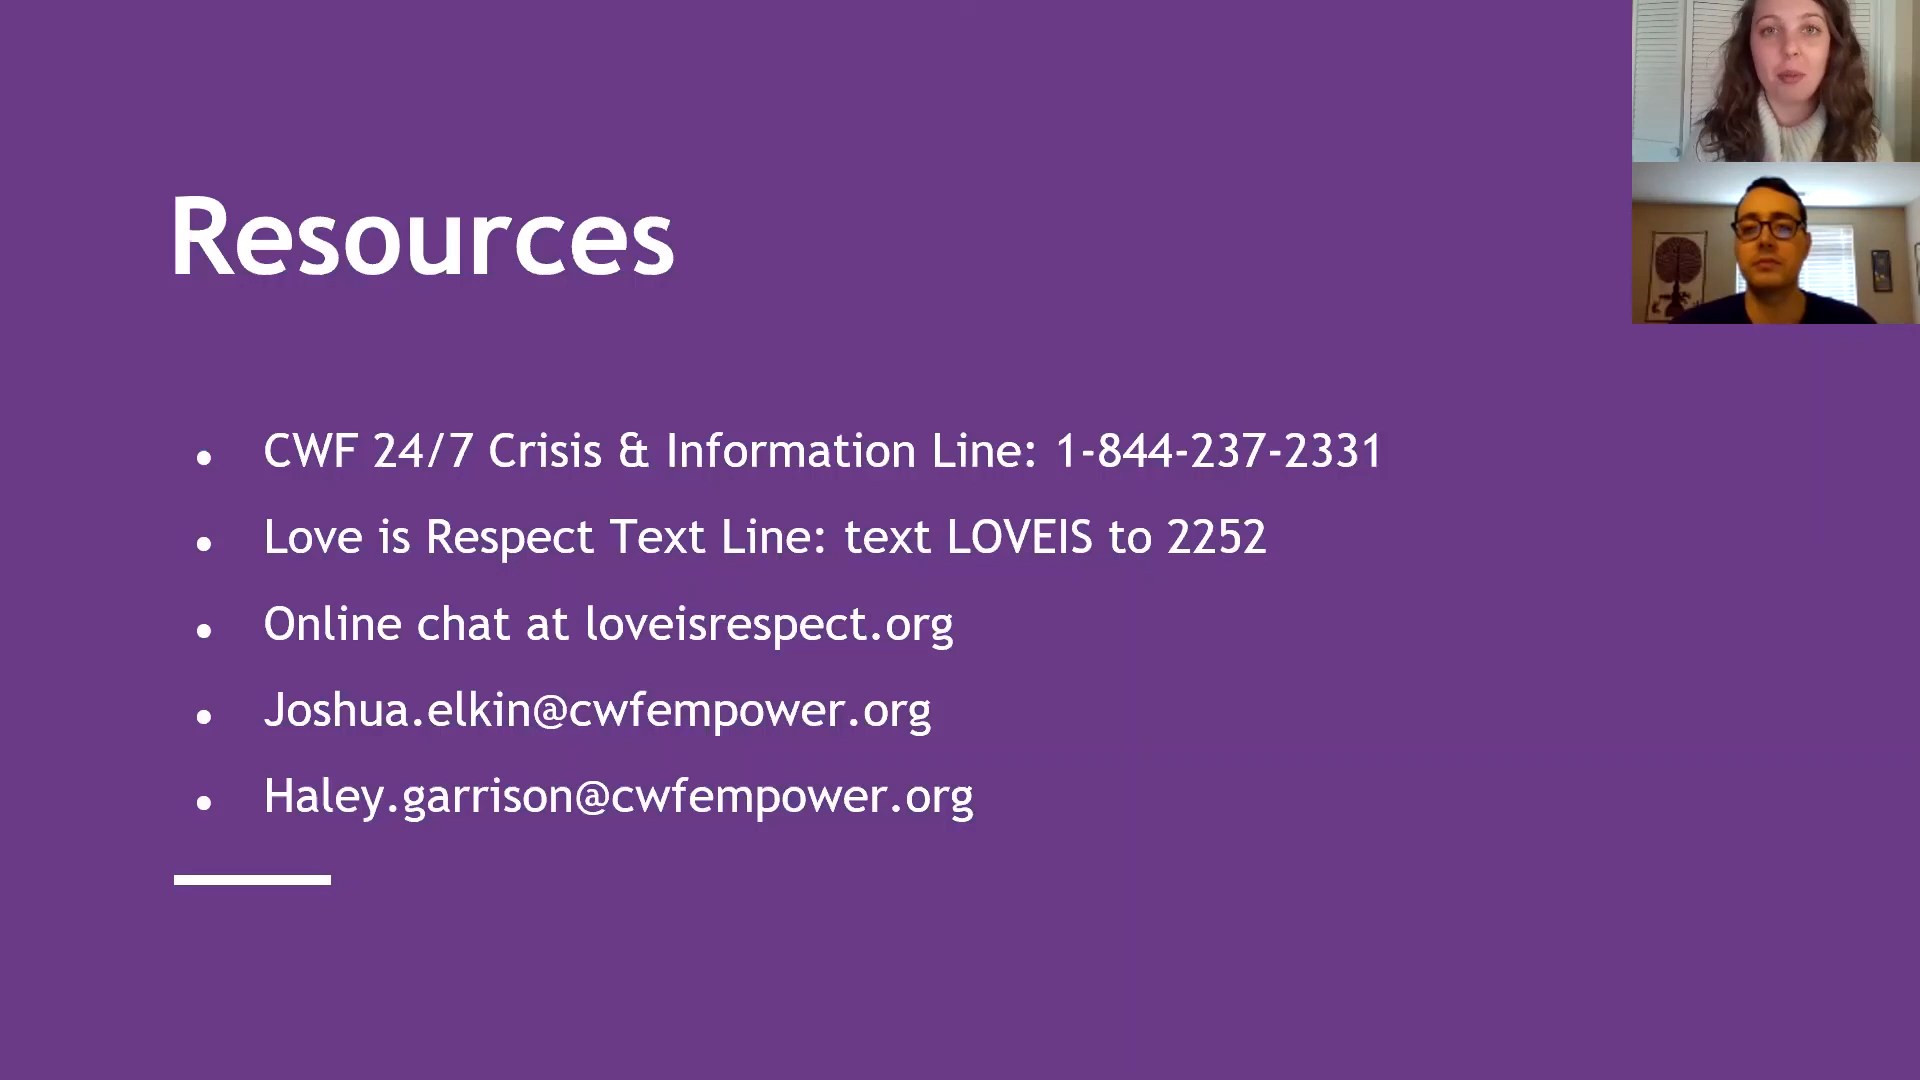 Resources
CWF 24/7 Crisis & Information Line: 1-844-237-2331
Love is Respect Text Line: text LOVEIS to 2252
Online chat at loveisrespect.org
Joshua.elkin@cwfempower.org
Haley.garrison@cwfempower.org